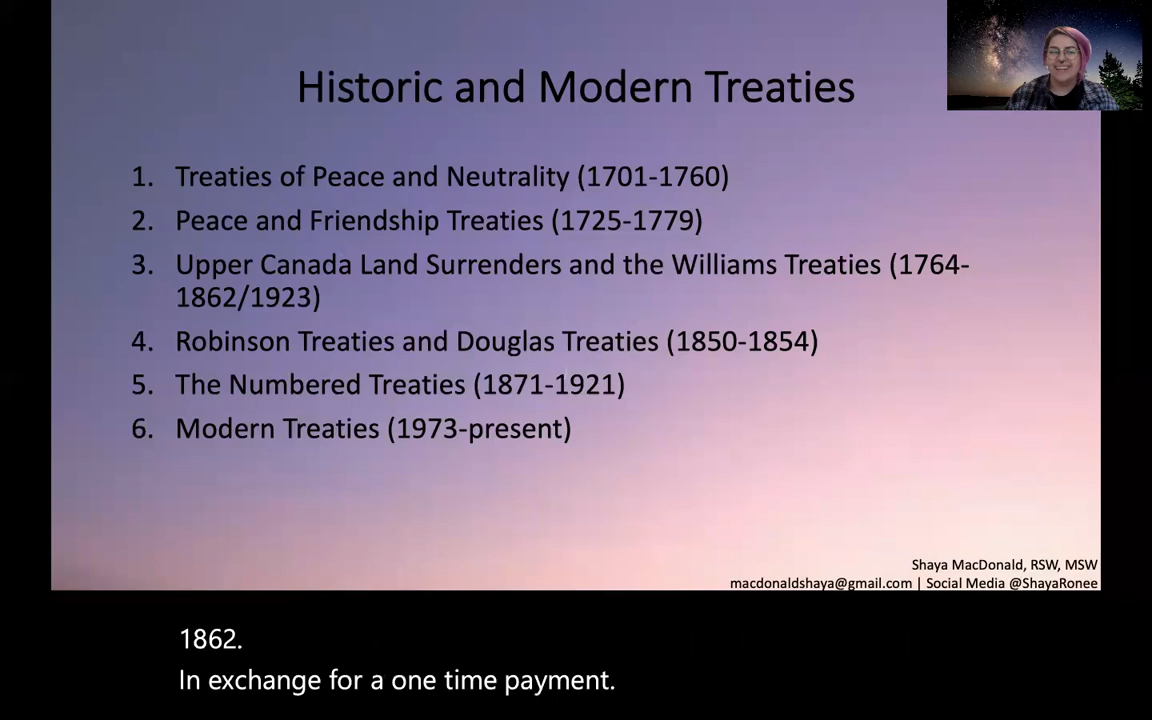 Historic and Modern Treaties
1. Treaties of Peace and Neutrality (1701-1760)
2. Peace and Friendship Treaties (1725-1779)
3. Upper Canada Land Surrenders and the Williams Treaties (1764-
1862/1923)
4. Robinson Treaties and Douglas Treaties (1850-1854)
5. The Numbered Treaties (1871-1921)
6. Modern Treaties (1973-present)
Shaya MacDonald, RSW, MSW
macdonaldshaya@gmail.com | Social Media @ShayaRonee
1862.
In exchange for a one time payment.